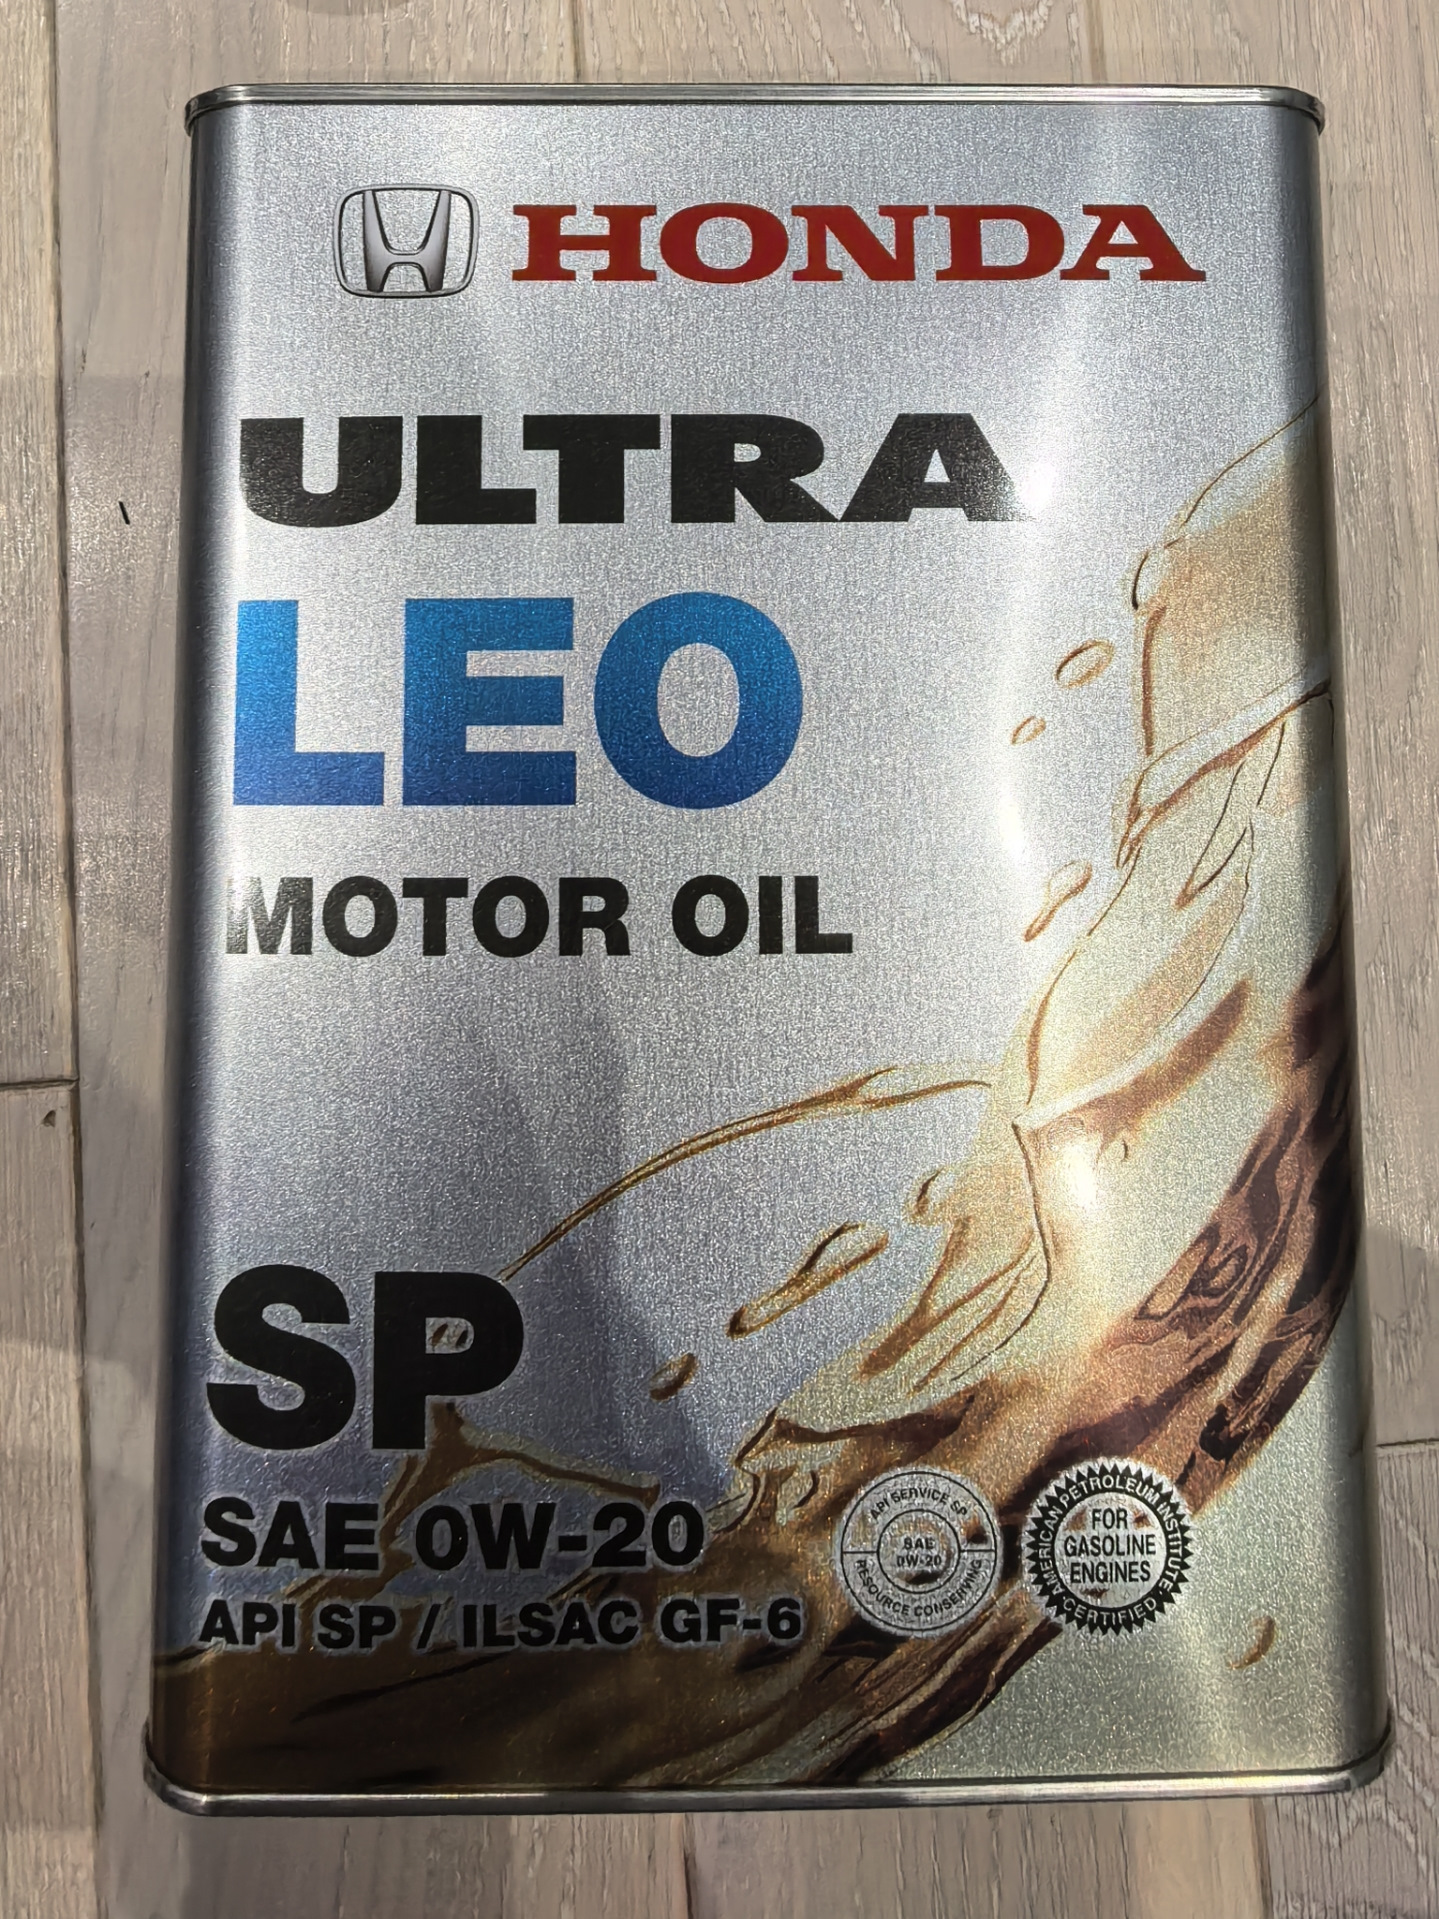 HONDA
ULTRA
LEO
MOTOR OIL
SP
SAE 0W-20
API SP / ILSAC GF-6
API SERVICE SP
SAE
0W-20
RESOURCE CONSERVING
AMERICAN PETROLEUM INSTITUTE
FOR
GASOLINE
ENGINES
CERTIFIED